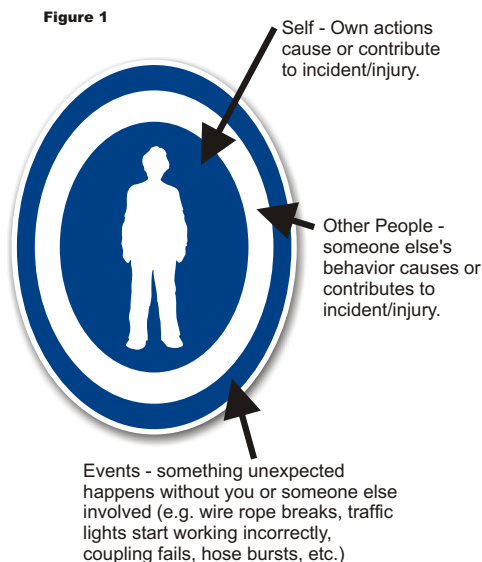 Figure 1
Self - Own actions
cause or contribute
to incident/injury.
Other People -
someone else's
behavior causes or
contributes to
incident/injury.
Events - something unexpected
happens without you or someone else
involved (e.g. wire rope breaks, traffic
lights start working incorrectly,
coupling fails, hose bursts, etc.)